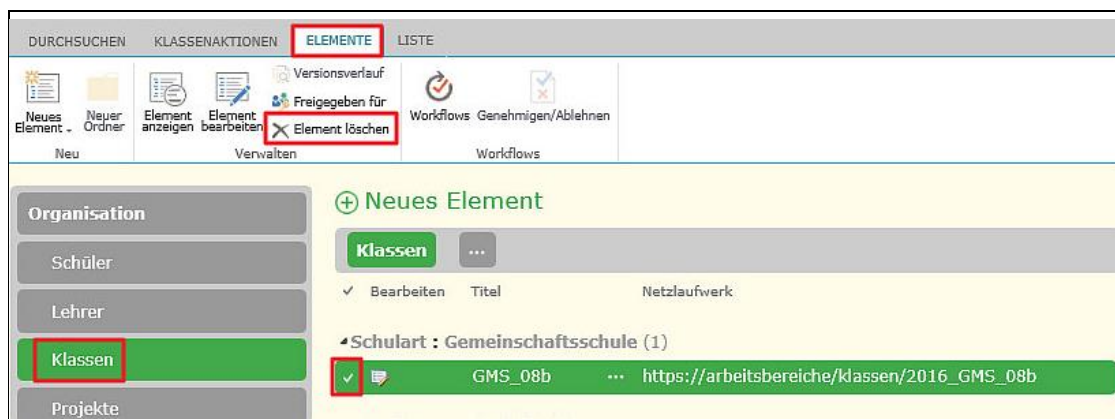 DURCHSUCHEN KLASSENAKTIONEN ELEMENTE LISTE
Neues Element
Neuer Ordner
Element anzeigen
Element bearbeiten
Versionsverlauf
Freigegeben für
Element löschen
Workflows
Genehmigen/Ablehnen
Neu Verwalten Workflows
Organisation
Schüler
Lehrer
Klassen
Projekte
Neues Element
Klassen ...
Bearbeiten Titel Netzlaufwerk
Schulart : Gemeinschaftsschule (1)
GMS_08b ... https://arbeitsbereiche/klassen/2016_GMS_08b